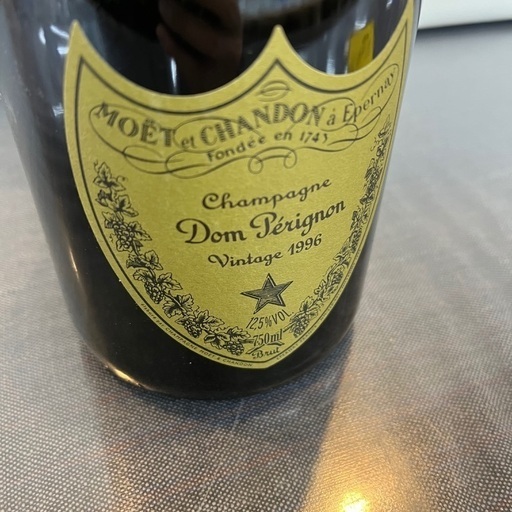 MOËT et CHANDON à Epernay
Fondée en 1743
Champagne
Dom Pérignon
Vintage 1996
12,5%VOL
750ml
Brut